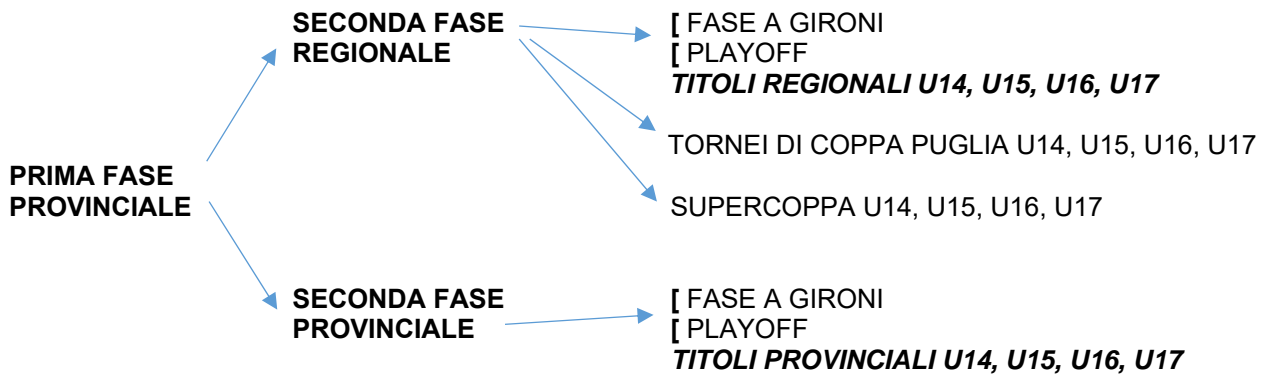 SECONDA FASE
REGIONALE
[ FASE A GIRONI
[ PLAYOFF
TITOLI REGIONALI U14, U15, U16, U17
TORNEI DI COPPA PUGLIA U14, U15, U16, U17
PRIMA FASE
PROVINCIALE
SUPERCOPPA U14, U15, U16, U17
SECONDA FASE
PROVINCIALE
[ FASE A GIRONI
[ PLAYOFF
TITOLI PROVINCIALI U14, U15, U16, U17